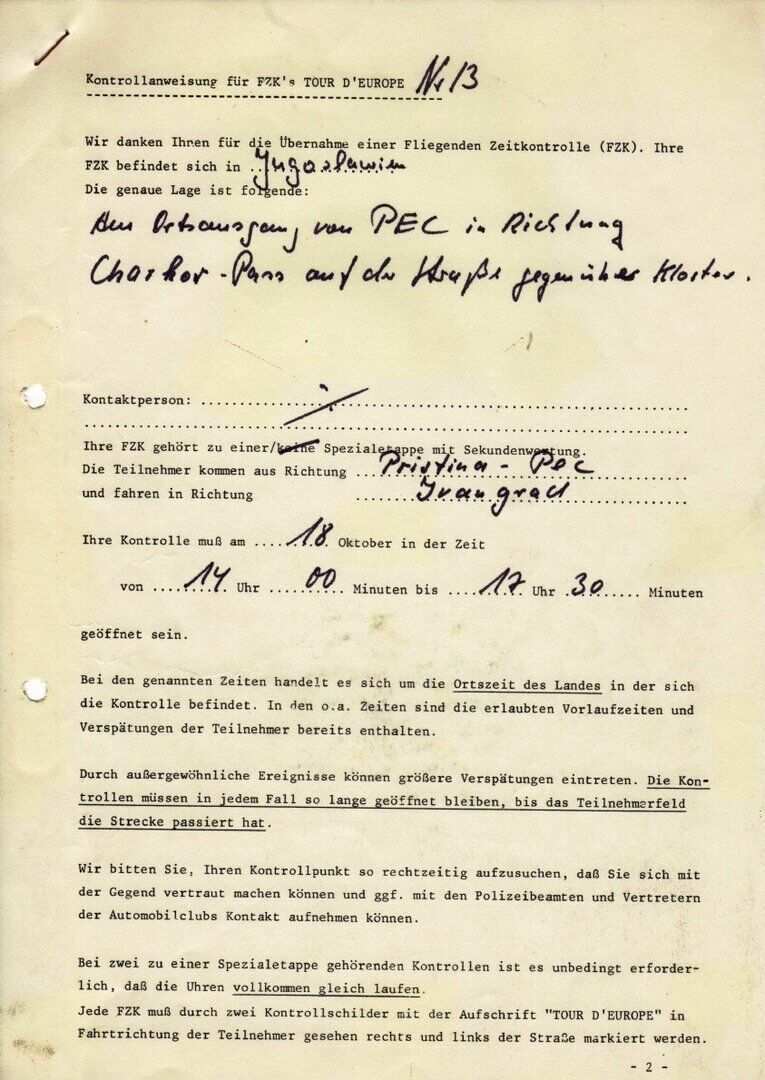 Kontrollanweisung für FZK's TOUR D'EUROPE Nr 13
Wir danken Ihnen für die Übernahme einer Fliegenden Zeitkontrolle (FZK). Ihre
FZK befindet sich in ..Jugoslawien
Die genaue Lage ist folgende:
Am Ortsausgang von PEC in Richtung
Chachor-Pass auf der Straße gegenüber Kloster.
Kontaktperson: ........................................................
........................................................................
Ihre FZK gehört zu einer/keine Spezialetappe mit Sekundenwertung.
Die Teilnehmer kommen aus Richtung ...Pristina - Pec
und fahren in Richtung ........Ivangrad
Ihre Kontrolle muß am ....18. Oktober in der Zeit
von ....14.. Uhr ....00.... Minuten bis ....17... Uhr .30..... Minuten
geöffnet sein.
Bei den genannten Zeiten handelt es sich um die Ortszeit des Landes in der sich
die Kontrolle befindet. In den o.a. Zeiten sind die erlaubten Vorlaufzeiten und
Verspätungen der Teilnehmer bereits enthalten.
Durch außergewöhnliche Ereignisse können größere Verspätungen eintreten. Die Kon-
trollen müssen in jedem Fall so lange geöffnet bleiben, bis das Teilnehmerfeld
die Strecke passiert hat.
Wir bitten Sie, Ihren Kontrollpunkt so rechtzeitig aufzusuchen, daß Sie sich mit
der Gegend vertraut machen können und ggf. mit den Polizeibeamten und Vertretern
der Automobilclubs Kontakt aufnehmen können.
Bei zwei zu einer Spezialetappe gehörenden Kontrollen ist es unbedingt erforder-
lich, daß die Uhren vollkommen gleich laufen.
Jede FZK muß durch zwei Kontrollschilder mit der Aufschrift "TOUR D'EUROPE" in
Fahrtrichtung der Teilnehmer gesehen rechts und links der Straße markiert werden.
- 2 -